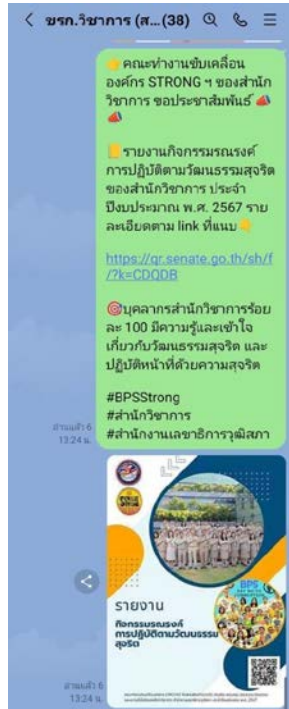 ขรก.วิชาการ (ส...(38)
👉คณะทำงานขับเคลื่อน
องค์กร STRONG ฯ ของสำนัก
วิชาการ ขอประชาสัมพันธ์ 📣
📣
📒รายงานกิจกรรมรณรงค์
การปฏิบัติตามวัฒนธรรมสุจริต
ของสำนักวิชาการ ประจำ
ปีงบประมาณ พ.ศ. 2567 ราย
ละเอียดตาม link ที่แนบ👇
https://qr.senate.go.th/sh/f
/?k=CDQDB
🎯บุคลากรสำนักวิชาการร้อย
ละ 100 มีความรู้และเข้าใจ
เกี่ยวกับวัฒนธรรมสุจริต และ
ปฏิบัติหน้าที่ด้วยความสุจริต
#BPSStrong
#สำนักวิชาการ
#สำนักงานเลขาธิการวุฒิสภา
อ่านแล้ว 6
13:24 น.
BPS
รายงาน
กิจกรรมรณรงค์
การปฏิบัติตามวัฒนธรรม
สุจริต
อ่านแล้ว 6
13:24 น.